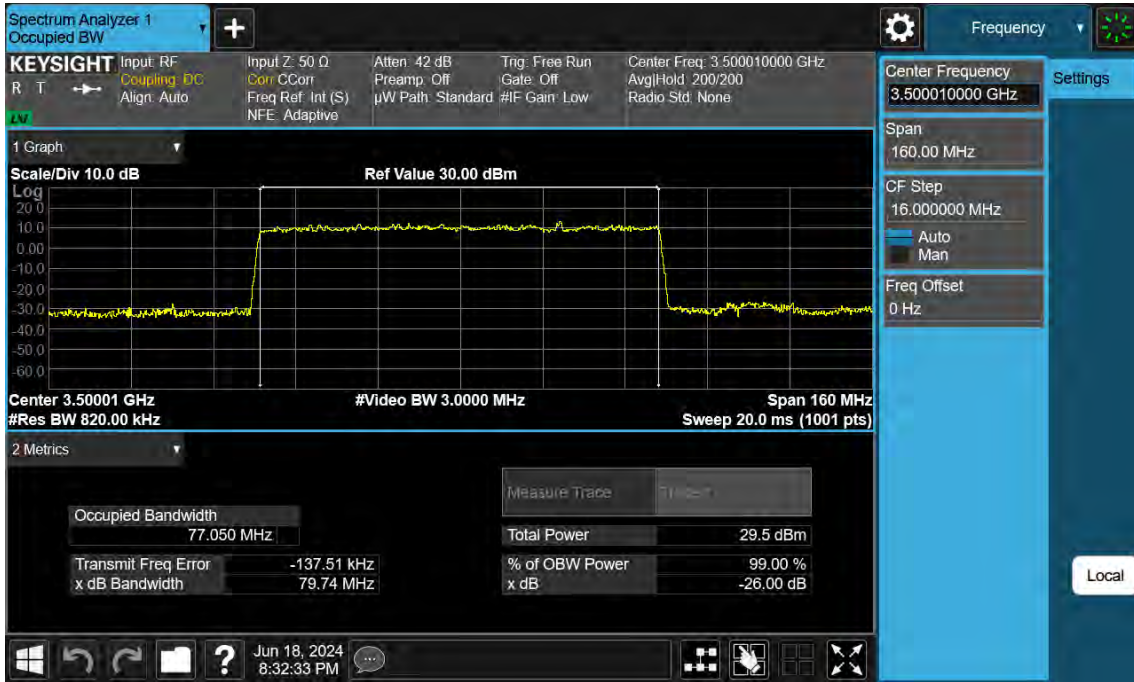 Spectrum Analyzer 1
Occupied BW
+
Frequency
KEYSIGHT
R T
LNI
Input: RF
Coupling: DC
Align: Auto
Input Z: 50 Ω
Corr CCorr
Freq Ref: Int (S)
NFE: Adaptive
Atten: 42 dB
Preamp: Off
µW Path: Standard
Trig: Free Run
Gate: Off
#IF Gain: Low
Center Freq: 3.500010000 GHz
Avg|Hold: 200/200
Radio Std: None
Center Frequency
3.500010000 GHz
Settings
Span
160.00 MHz
CF Step
16.000000 MHz
Auto
Man
Freq Offset
0 Hz
Local
1 Graph
Scale/Div 10.0 dB
Ref Value 30.00 dBm
Log
20.0
10.0
0.00
-10.0
-20.0
-30.0
-40.0
-50.0
-60.0
Center 3.50001 GHz
#Video BW 3.0000 MHz
Span 160 MHz
#Res BW 820.00 kHz
Sweep 20.0 ms (1001 pts)
2 Metrics
Measure Trace
Trace 1
Occupied Bandwidth
77.050 MHz
Total Power 29.5 dBm
Transmit Freq Error -137.51 kHz
% of OBW Power 99.00 %
x dB Bandwidth 79.74 MHz
x dB -26.00 dB
?
Jun 18, 2024
8:32:33 PM